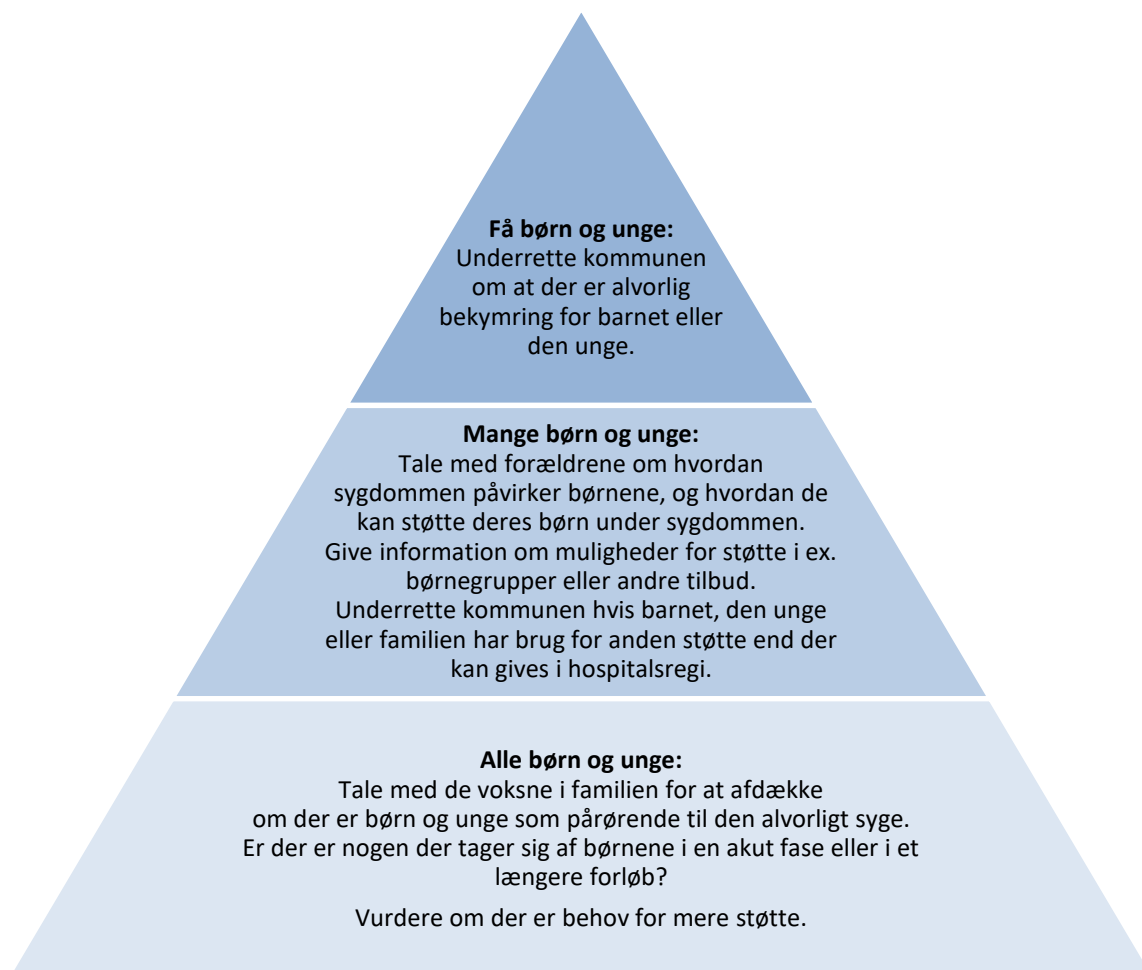 Få børn og unge:
Underrette kommunen
om at der er alvorlig
bekymring for barnet eller
den unge.
Mange børn og unge:
Tale med forældrene om hvordan
sygdommen påvirker børnene, og hvordan de
kan støtte deres børn under sygdommen.
Give information om muligheder for støtte i ex.
børnegrupper eller andre tilbud.
Underrette kommunen hvis barnet, den unge
eller familien har brug for anden støtte end der
kan gives i hospitalsregi.
Alle børn og unge:
Tale med de voksne i familien for at afdække
om der er børn og unge som pårørende til den alvorligt syge.
Er der er nogen der tager sig af børnene i en akut fase eller i et
længere forløb?
Vurdere om der er behov for mere støtte.